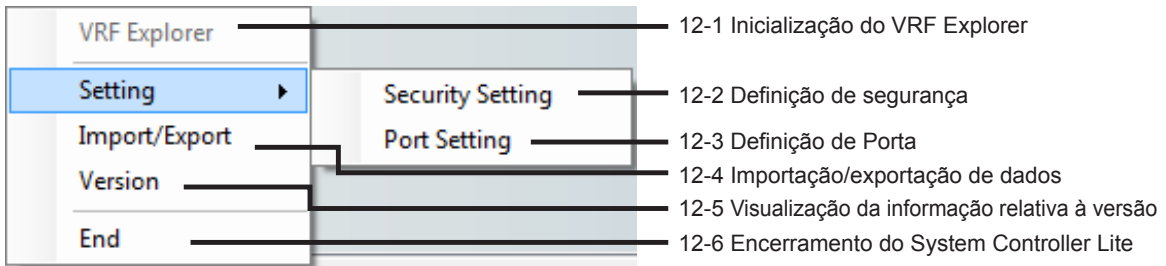 VRF Explorer
12-1 Inicialização do VRF Explorer
Setting
Security Setting
12-2 Definição de segurança
Import/Export
Port Setting
12-3 Definição de Porta
12-4 Importação/exportação de dados
Version
12-5 Visualização da informação relativa à versão
End
12-6 Encerramento do System Controller Lite